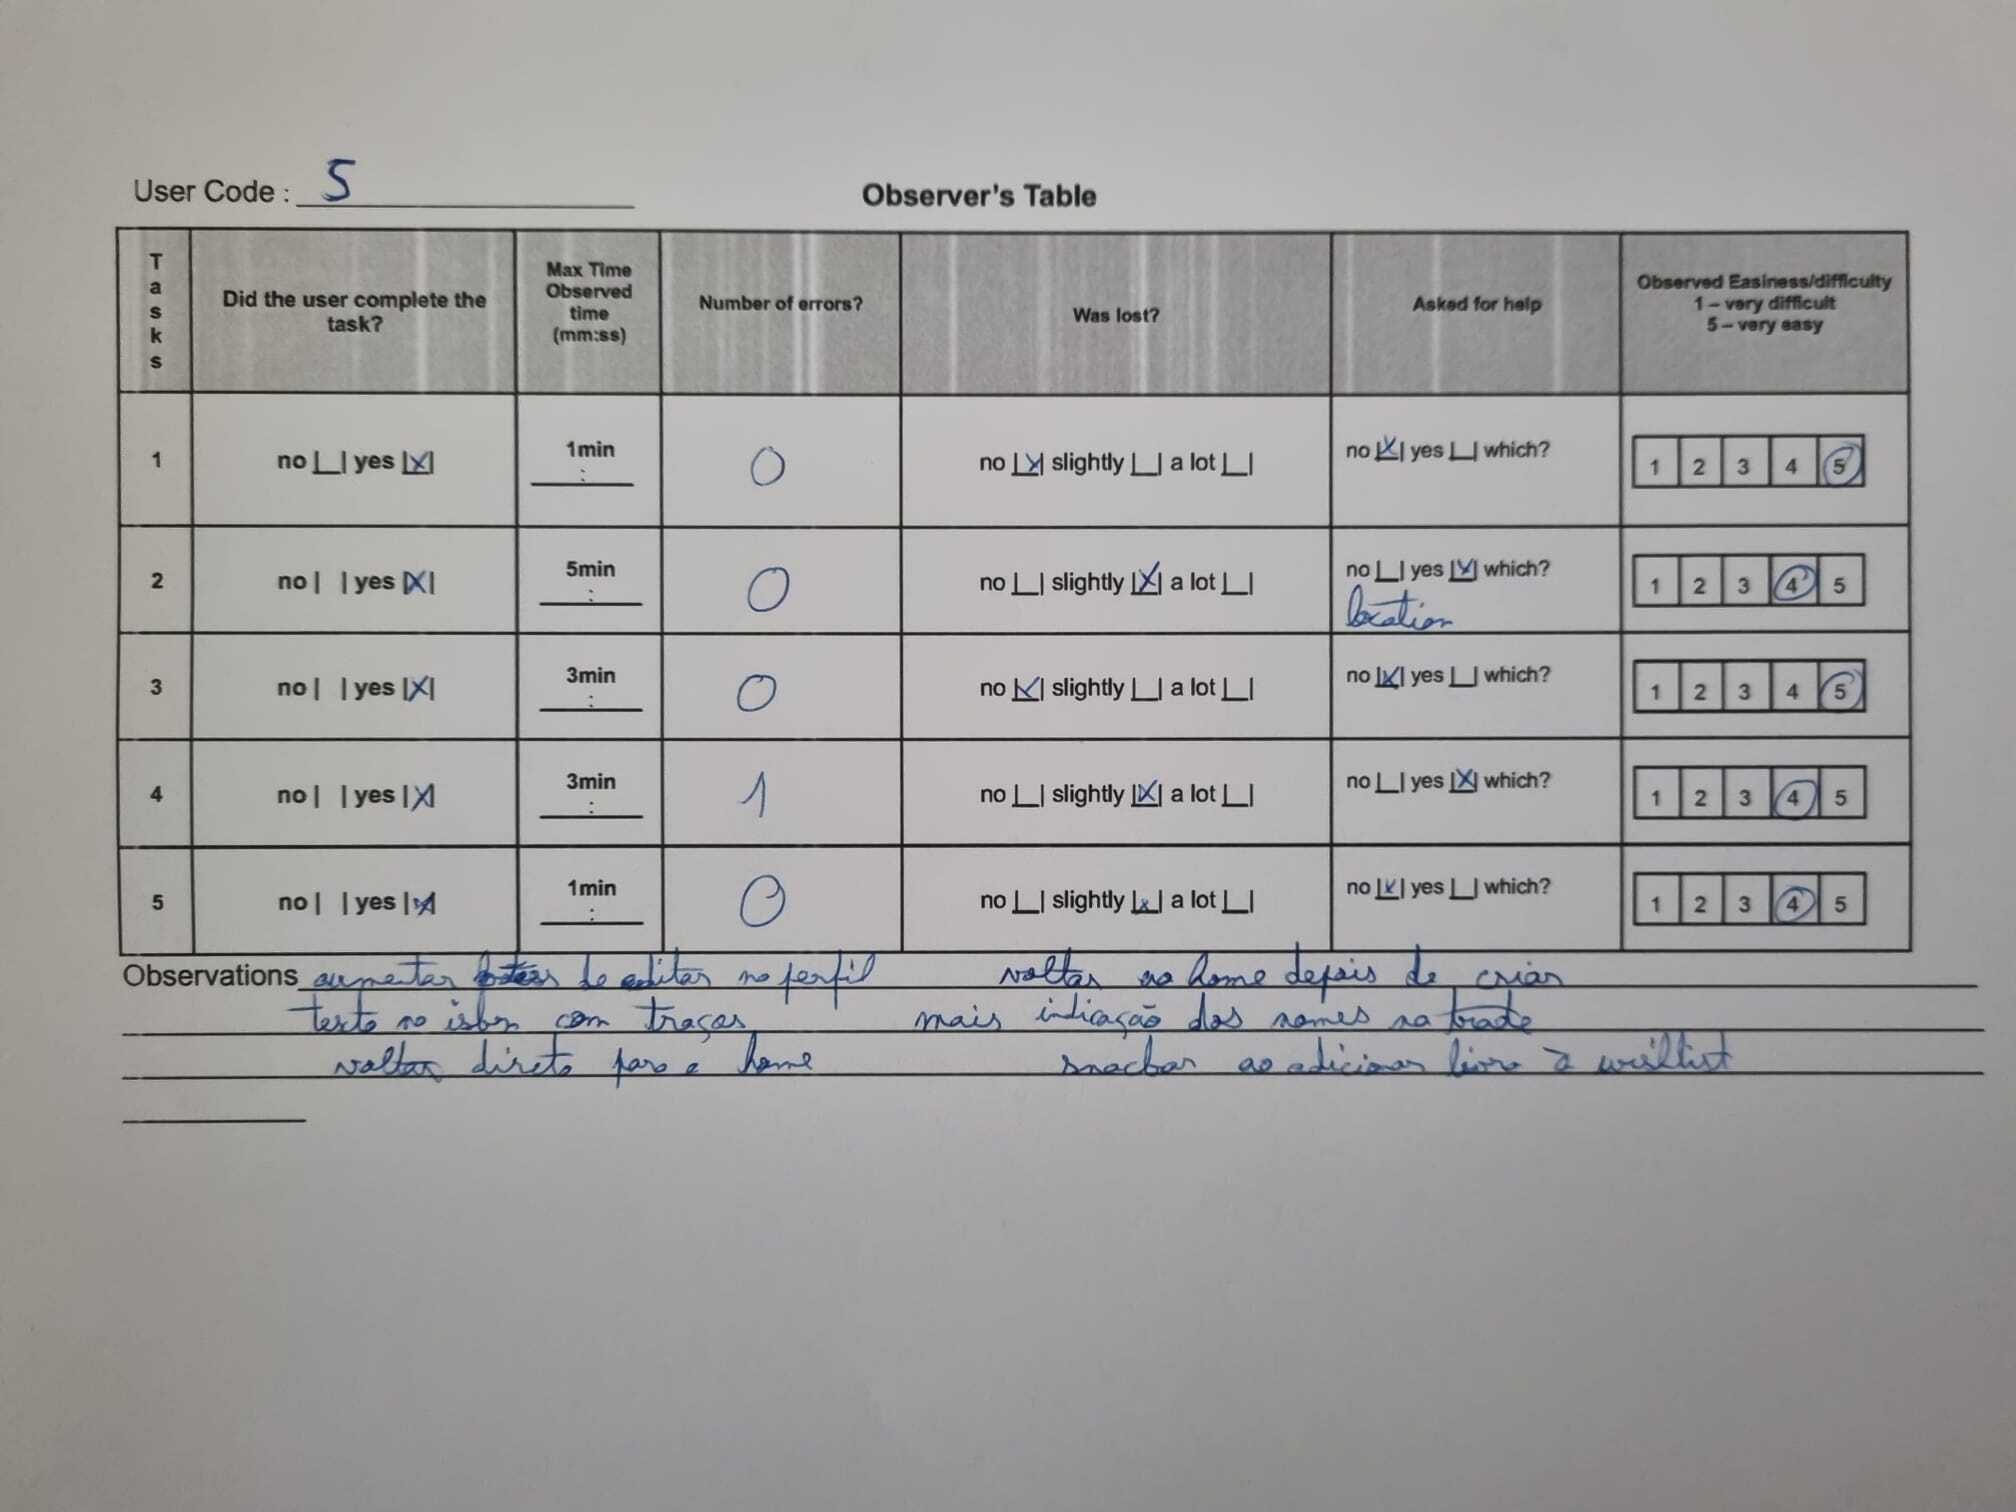 User Code : 5
Observer's Table
Tasks
Did the user complete the task?
Max Time Observed time (mm:ss)
Number of errors?
Was lost?
Asked for help
Observed Easiness/difficulty
1 – very difficult
5 – very easy
1 no |_| yes |X| 1min : 0 no |X| slightly |_| a lot |_| no |X| yes |_| which? 1 2 3 4 5
2 no | | yes |X| 5min : 0 no |_| slightly |X| a lot |_| no |_| yes |X| which? location 1 2 3 4 5
3 no | | yes |X| 3min : 0 no |X| slightly |_| a lot |_| no |X| yes |_| which? 1 2 3 4 5
4 no | | yes |X| 3min : 1 no |_| slightly |X| a lot |_| no |_| yes |X| which? 1 2 3 4 5
5 no | | yes |X| 1min : 0 no |_| slightly |x| a lot |_| no |x| yes |_| which? 1 2 3 4 5
Observations aumentar de editar no perfil voltar ao home depois de criar
texto no isbn com traços mais indicação dos nomes na trade
voltar direto para a home snackbar ao adicionar livro à wishlist